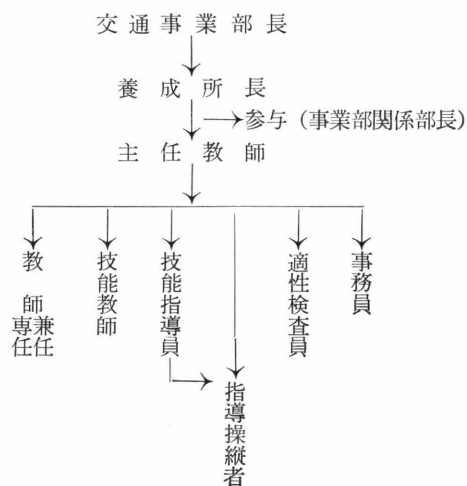 交通事業部長
養成所長
参与（事業部関係部長）
主任教師
教師
専任
兼任
技能教師
技能指導員
適性検査員
事務員
指導操縦者